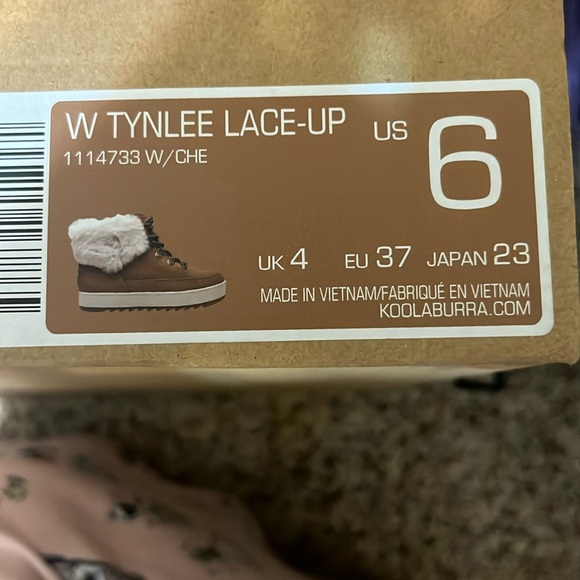 W TYNLEE LACE-UP
1114733 W/CHE
US 6
UK 4 EU 37 JAPAN 23
MADE IN VIETNAM/FABRIQUÉ EN VIETNAM
KOOLABURRA.COM